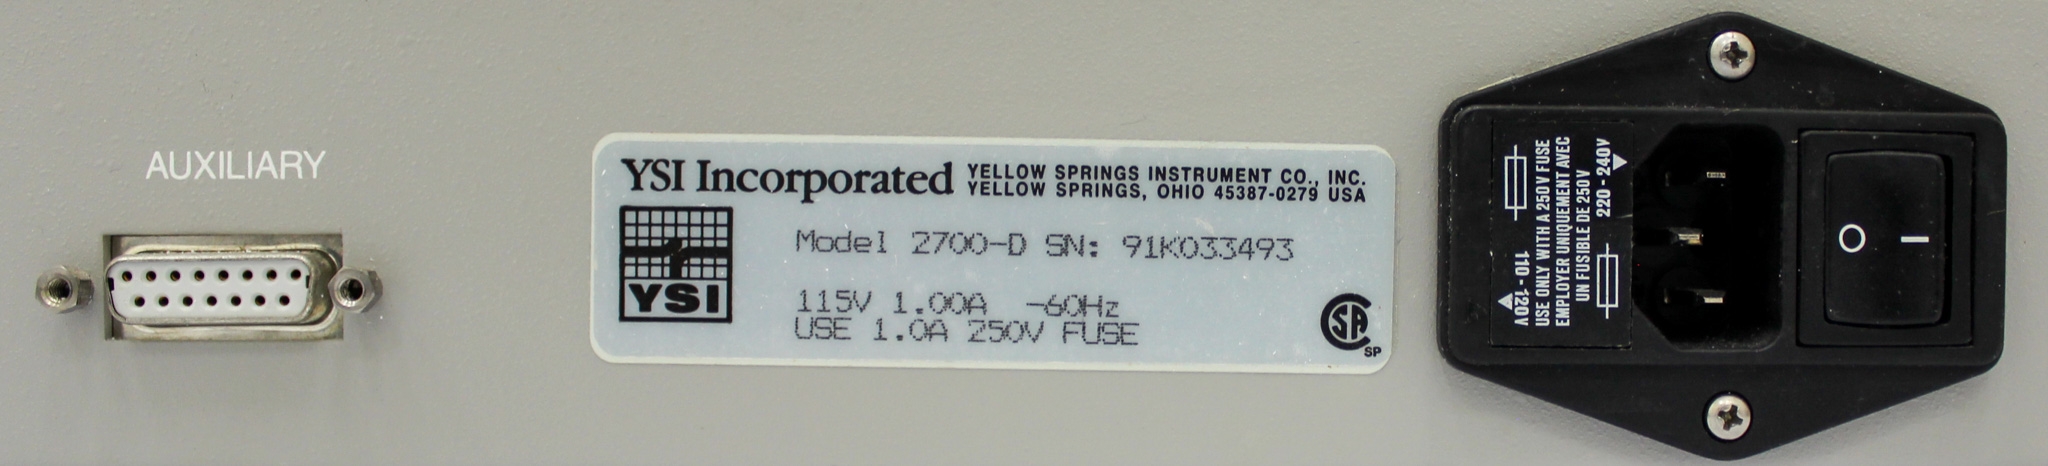 AUXILIARY
YSI Incorporated
YELLOW SPRINGS INSTRUMENT CO., INC.
YELLOW SPRINGS, OHIO 45387-0279 USA
YSI
Model 2700-D SN: 91K033493
115V 1.00A ~60Hz
USE 1.0A 250V FUSE
CSA
SP
110-120V
USE ONLY WITH A 250V FUSE
EMPLOYER UNIQUEMENT AVEC
UN FUSIBLE DE 250V
220-240V
O I